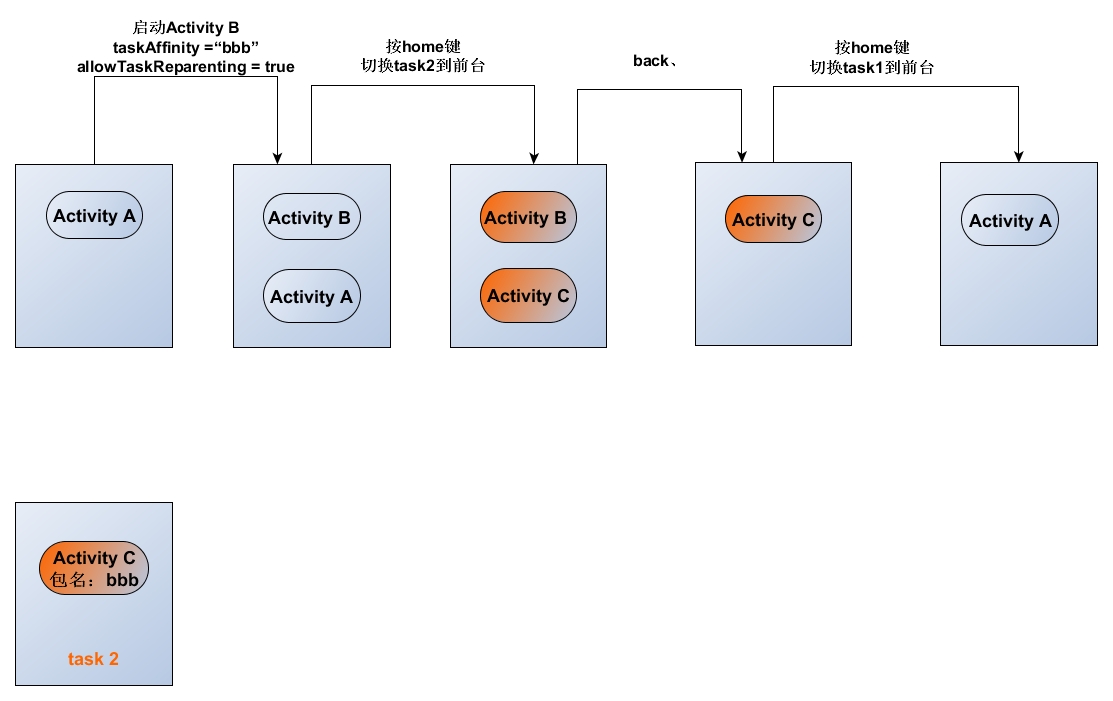 启动Activity B
taskAffinity =“bbb”
allowTaskReparenting = true
按home键
切换task2到前台
back、
按home键
切换task1到前台
Activity A
Activity B
Activity A
Activity B
Activity C
Activity C
Activity A
Activity C
包名：bbb
task 2